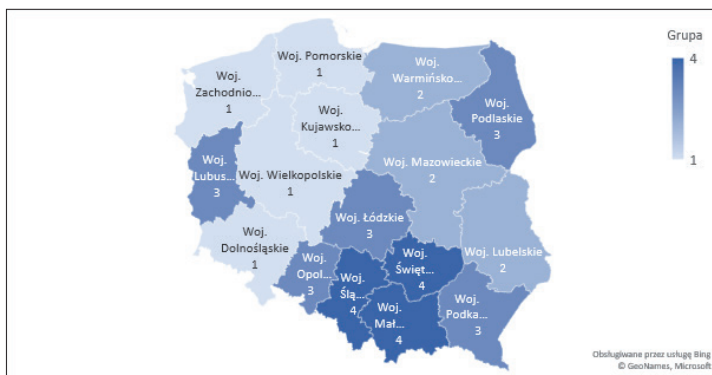 Grupa
4
1
Woj. Pomorskie
1
Woj.
Warmińsko ...
2
Woj.
Zachodnio ...
1
Woj.
Kujawsko ...
1
Woj.
Podlaskie
3
Woj.
Lubus...
3
Woj. Wielkopolskie
1
Woj. Mazowieckie
2
Woj. Łódzkie
3
Woj.
Dolnośląskie
1
Woj.
Opol...
3
Woj.
Ślą...
4
Woj.
Święt...
4
Woj. Lubelskie
2
Woj.
Mał...
4
Woj.
Podka...
3
Obsługiwane przez usługę Bing
© GeoNames, Microsoft